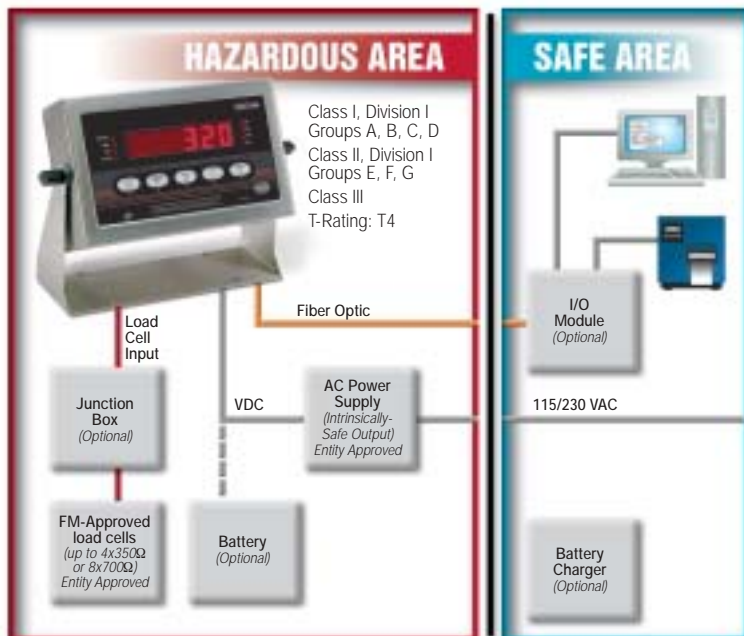 HAZARDOUS AREA
SAFE AREA
320
Class I, Division I
Groups A, B, C, D
Class II, Division I
Groups E, F, G
Class III
T-Rating: T4
Load
Cell
Input
Fiber Optic
I/O
Module
(Optional)
Junction
Box
(Optional)
VDC
AC Power
Supply
(Intrinsically-
Safe Output)
Entity Approved
115/230 VAC
FM-Approved
load cells
(up to 4x350Ω
or 8x700Ω)
Entity Approved
Battery
(Optional)
Battery
Charger
(Optional)